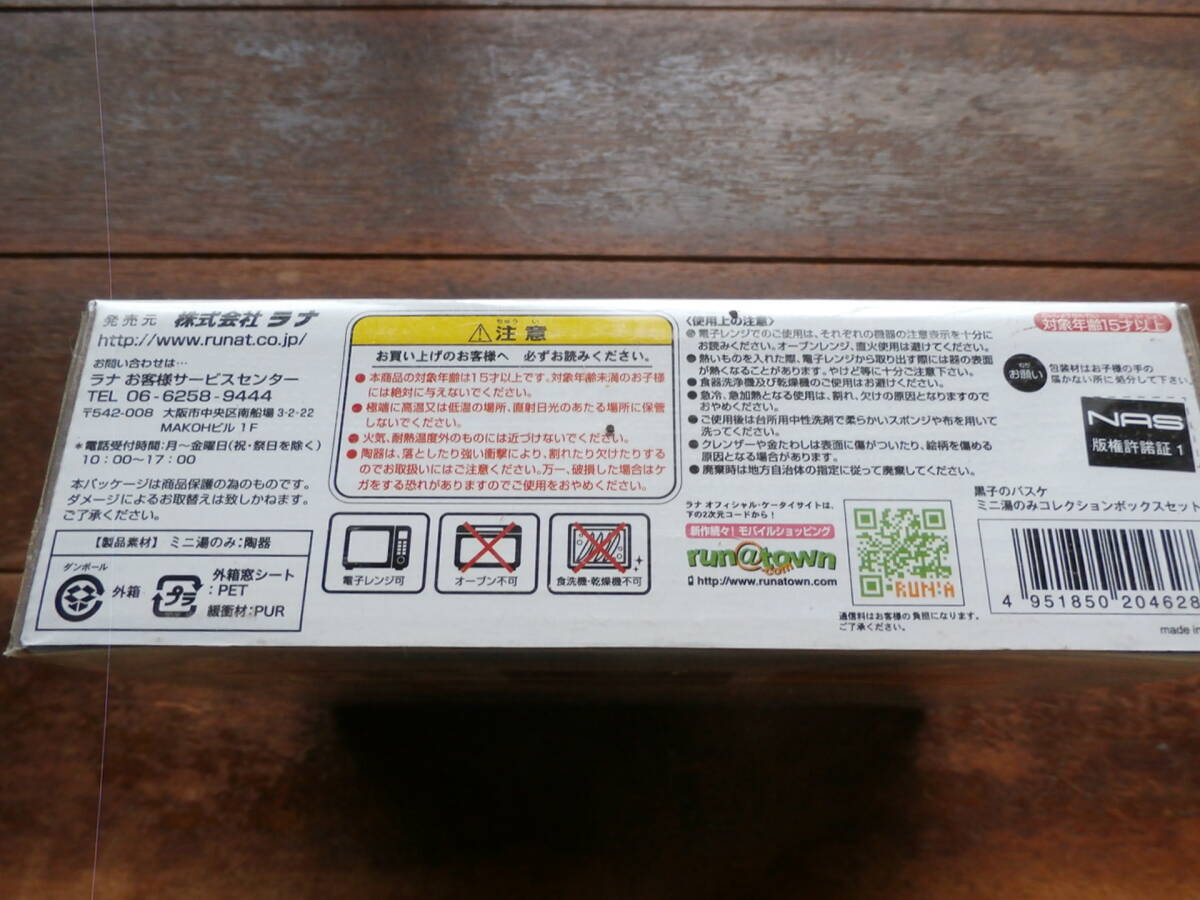 発売元 株式会社 ラナ
http://www.runat.co.jp/
お問い合わせは…
ラナ お客様サービスセンター
TEL 06-6258-9444
〒542-008 大阪市中央区南船場 3-2-22
MAKOHビル 1F
*電話受付時間:月〜金曜日(祝・祭日を除く)
10:00〜17:00
本パッケージは商品保護の為のものです。
ダメージによるお取替えは致しかねます。
ご了承ください。
【製品素材】 ミニ湯のみ:陶器
ダンボール
外箱
プラ
外箱窓シート
:PET
緩衝材:PUR
ちゅう い
注 意
お買い上げのお客様へ 必ずお読みください。
●本商品の対象年齢は15才以上です。対象年齢未満のお子様
には絶対に与えないでください。
●極端に高温又は低温の場所、直射日光のあたる場所に保管
しないでください。
●火気、耐熱温度外のものには近づけないでください。
●陶器は、落としたり強い衝撃により、割れたり欠けたりする
のでお取扱いにはご注意ください。万一、破損した場合はケ
ガをする恐れがありますのでご使用をおやめください。
電子レンジ可
オーブン不可
食洗機・乾燥機不可
〈使用上の注意〉
●電子レンジでのご使用は、それぞれの機器の注意表示を十分に
お読みください。オーブンレンジ、直火使用は避けてください。
●熱いものを入れた際、電子レンジから取り出す際には器の表面
が熱くなることがあります。やけど等に十分ご注意下さい。
●食器洗浄機及び乾燥機のご使用はお避けください。
●急冷、急加熱となる使用は、割れ、欠けの原因となりますので
おやめください。
●ご使用後は台所用中性洗剤で柔らかいスポンジや布を用いて
洗ってください。
●クレンザーや金たわしは表面に傷がついたり、絵柄を傷める
原因となる場合があります。
●廃棄時は地方自治体の指定に従って廃棄してください。
ラナ オフィシャル・ケータイサイトは、
下の2次元コードから!
新作続々! モバイルショッピング
run@town
.com
http://www.runatown.com
RUN:A
通信料はお客様の負担になります。
ご了承ください。
対象年齢15才以上
お願い
包装材はお子様の手の
届かない所に処分して下さい。
NAS
版権許諾証 1
黒子のバスケ
ミニ湯のみコレクションボックスセット
4 951850 204628
made in